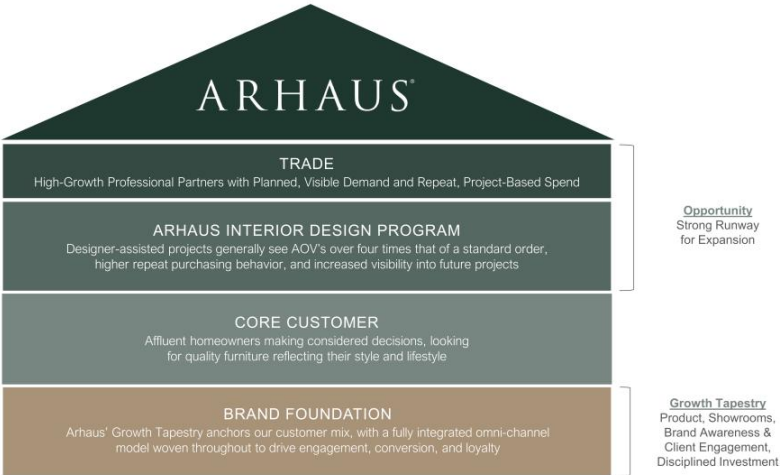 ARHAUS®
TRADE
High-Growth Professional Partners with Planned, Visible Demand and Repeat, Project-Based Spend
ARHAUS INTERIOR DESIGN PROGRAM
Designer-assisted projects generally see AOV's over four times that of a standard order,
higher repeat purchasing behavior, and increased visibility into future projects
Opportunity
Strong Runway
for Expansion
CORE CUSTOMER
Affluent homeowners making considered decisions, looking
for quality furniture reflecting their style and lifestyle
BRAND FOUNDATION
Arhaus' Growth Tapestry anchors our customer mix, with a fully integrated omni-channel
model woven throughout to drive engagement, conversion, and loyalty
Growth Tapestry
Product, Showrooms,
Brand Awareness &
Client Engagement,
Disciplined Investment